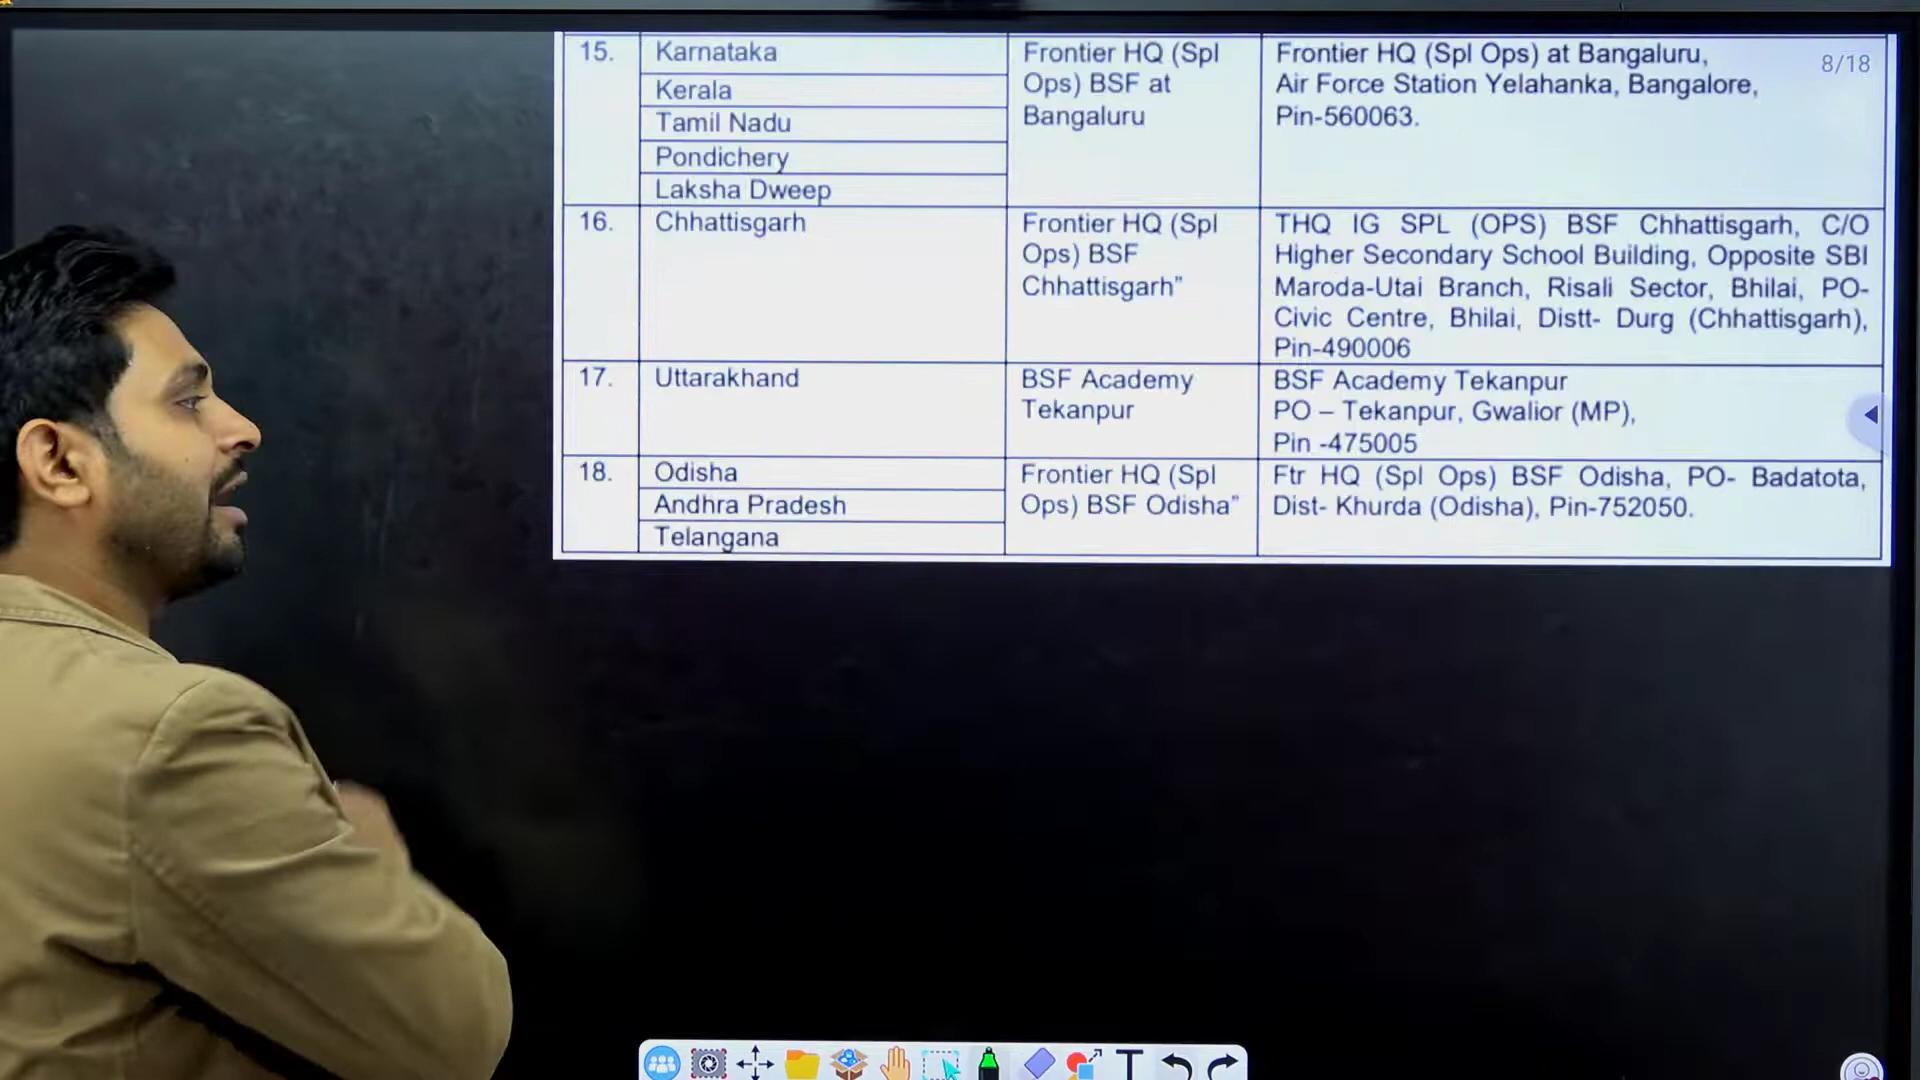 15.
Karnataka
Kerala
Tamil Nadu
Pondichery
Laksha Dweep
Frontier HQ (Spl
Ops) BSF at
Bangaluru
Frontier HQ (Spl Ops) at Bangaluru,
Air Force Station Yelahanka, Bangalore,
Pin-560063.
8/18
16.
Chhattisgarh
Frontier HQ (Spl
Ops) BSF
Chhattisgarh"
THQ IG SPL (OPS) BSF Chhattisgarh, C/O
Higher Secondary School Building, Opposite SBI
Maroda-Utai Branch, Risali Sector, Bhilai, PO-
Civic Centre, Bhilai, Distt- Durg (Chhattisgarh),
Pin-490006
17.
Uttarakhand
BSF Academy
Tekanpur
BSF Academy Tekanpur
PO – Tekanpur, Gwalior (MP),
Pin -475005
18.
Odisha
Andhra Pradesh
Telangana
Frontier HQ (Spl
Ops) BSF Odisha"
Ftr HQ (Spl Ops) BSF Odisha, PO- Badatota,
Dist- Khurda (Odisha), Pin-752050.
T